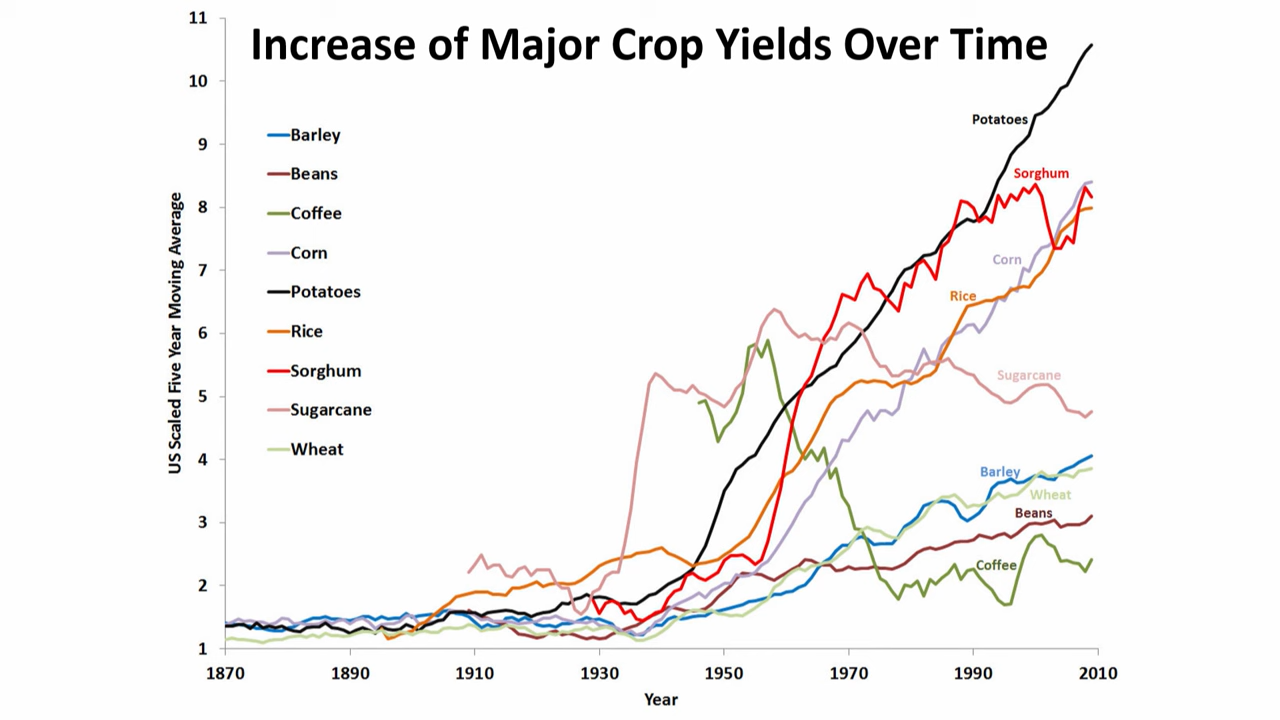 Increase of Major Crop Yields Over Time
US Scaled Five Year Moving Average
11
10
9
8
7
6
5
4
3
2
1
Barley
Beans
Coffee
Corn
Potatoes
Rice
Sorghum
Sugarcane
Wheat
Potatoes
Sorghum
Corn
Rice
Sugarcane
Barley
Wheat
Beans
Coffee
1870 1890 1910 1930 1950 1970 1990 2010
Year